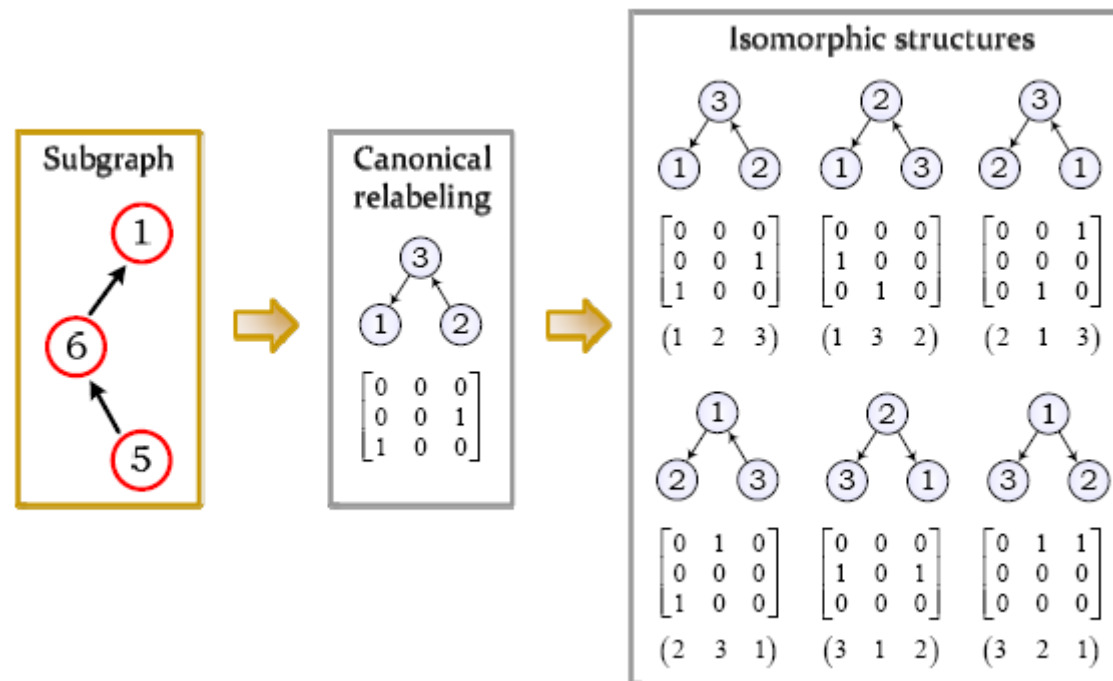 Subgraph
1
6
5
Canonical
relabeling
3
1 2
0 0 0
0 0 1
1 0 0
Isomorphic structures
3 2 3
1 2 1 3 2 1
0 0 0 0 0 0 0 0 1
0 0 1 1 0 0 0 0 0
1 0 0 0 1 0 0 1 0
(1 2 3) (1 3 2) (2 1 3)
1 2 1
2 3 3 1 3 2
0 1 0 0 0 0 0 1 1
0 0 0 1 0 1 0 0 0
1 0 0 0 0 0 0 0 0
(2 3 1) (3 1 2) (3 2 1)